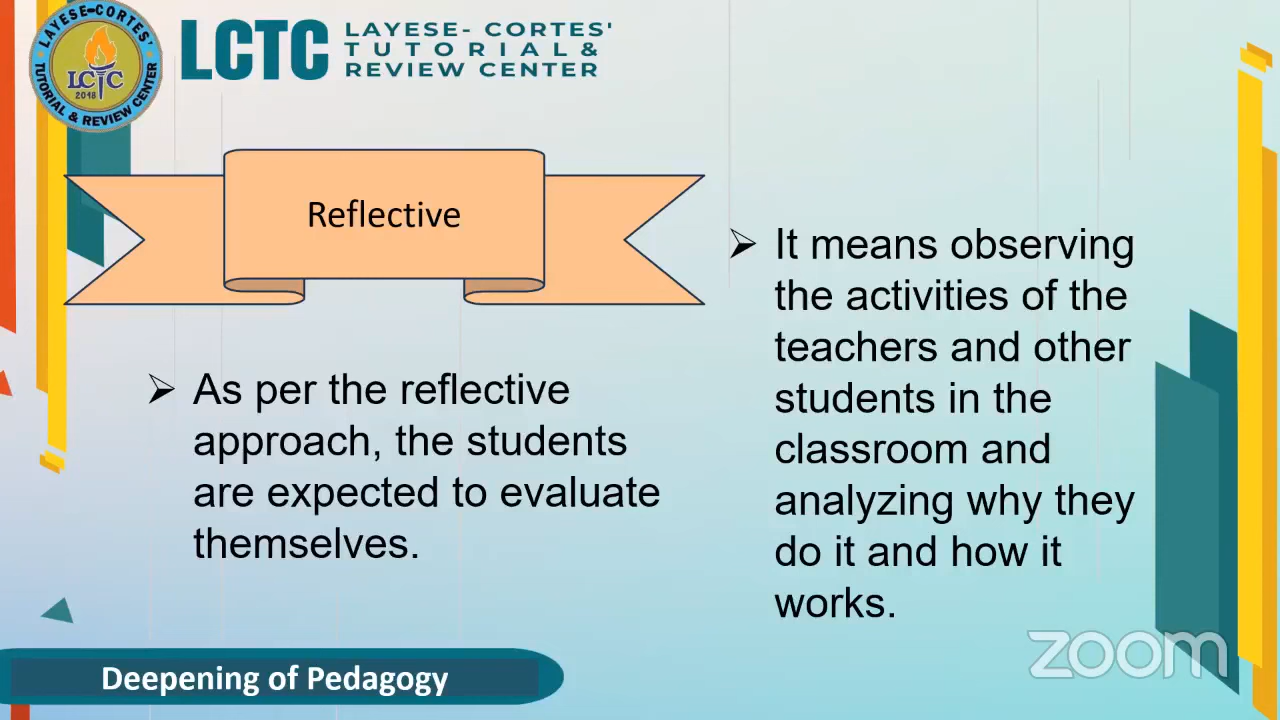 LAYESE-CORTES'
LCTC
2018
TUTORIAL & REVIEW CENTER
LCTC
LAYESE- CORTES'
TUTORIAL &
REVIEW CENTER
Reflective
➢ As per the reflective
approach, the students
are expected to evaluate
themselves.
➢ It means observing
the activities of the
teachers and other
students in the
classroom and
analyzing why they
do it and how it
works.
Deepening of Pedagogy
zoom